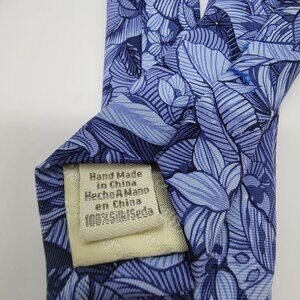 Hand Made
in China
Hecho A Mano
en China
100%Silk/Seda